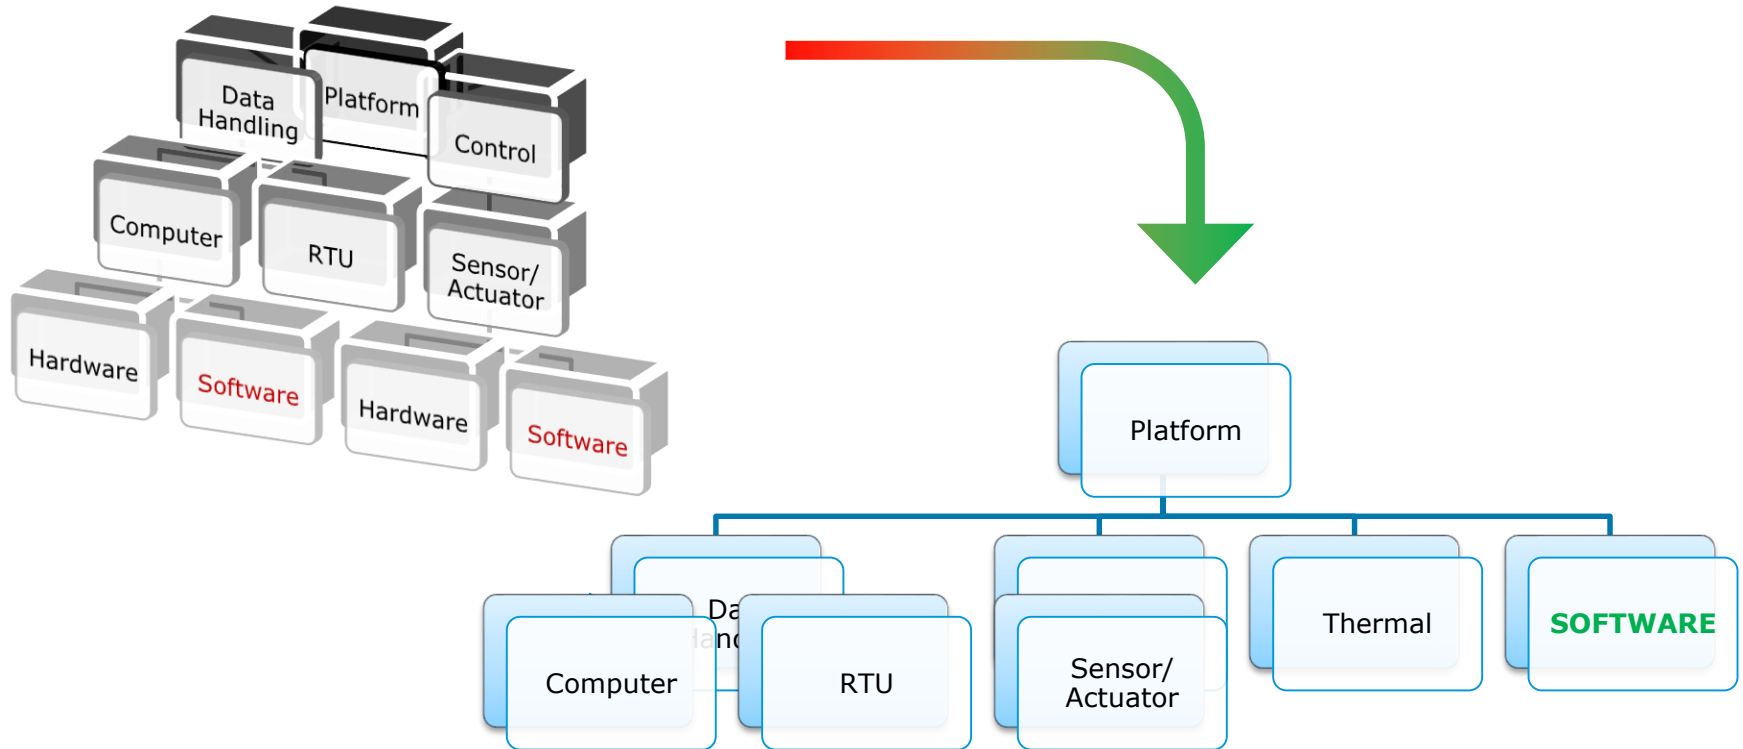 Data
Handling
Platform
Control
Computer
RTU
Sensor/
Actuator
Hardware
Software
Hardware
Software
Platform
Thermal
SOFTWARE
Computer
RTU
Sensor/
Actuator